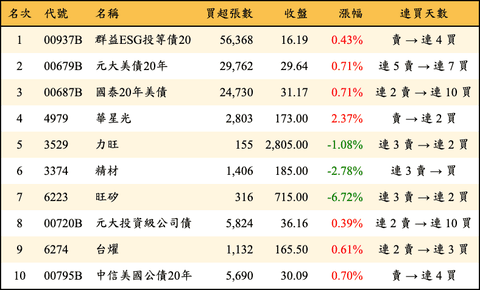 名次 代號 名稱 買超張數 收盤 漲幅 連買天數
1 00937B 群益ESG投等債20 56,368 16.19 0.43% 賣 → 連 4 買
2 00679B 元大美債20年 29,762 29.64 0.71% 連 5 賣 → 連 7 買
3 00687B 國泰20年美債 24,730 31.17 0.71% 連 2 賣 → 連 10 買
4 4979 華星光 2,803 173.00 2.37% 賣 → 連 2 買
5 3529 力旺 155 2,805.00 -1.08% 連 3 賣 → 連 2 買
6 3374 精材 1,406 185.00 -2.78% 連 3 賣 → 買
7 6223 旺矽 316 715.00 -6.72% 連 3 賣 → 連 2 買
8 00720B 元大投資級公司債 5,824 36.16 0.39% 連 2 賣 → 連 10 買
9 6274 台燿 1,132 165.50 0.61% 連 2 賣 → 連 3 買
10 00795B 中信美國公債20年 5,690 30.09 0.70% 賣 → 連 4 買